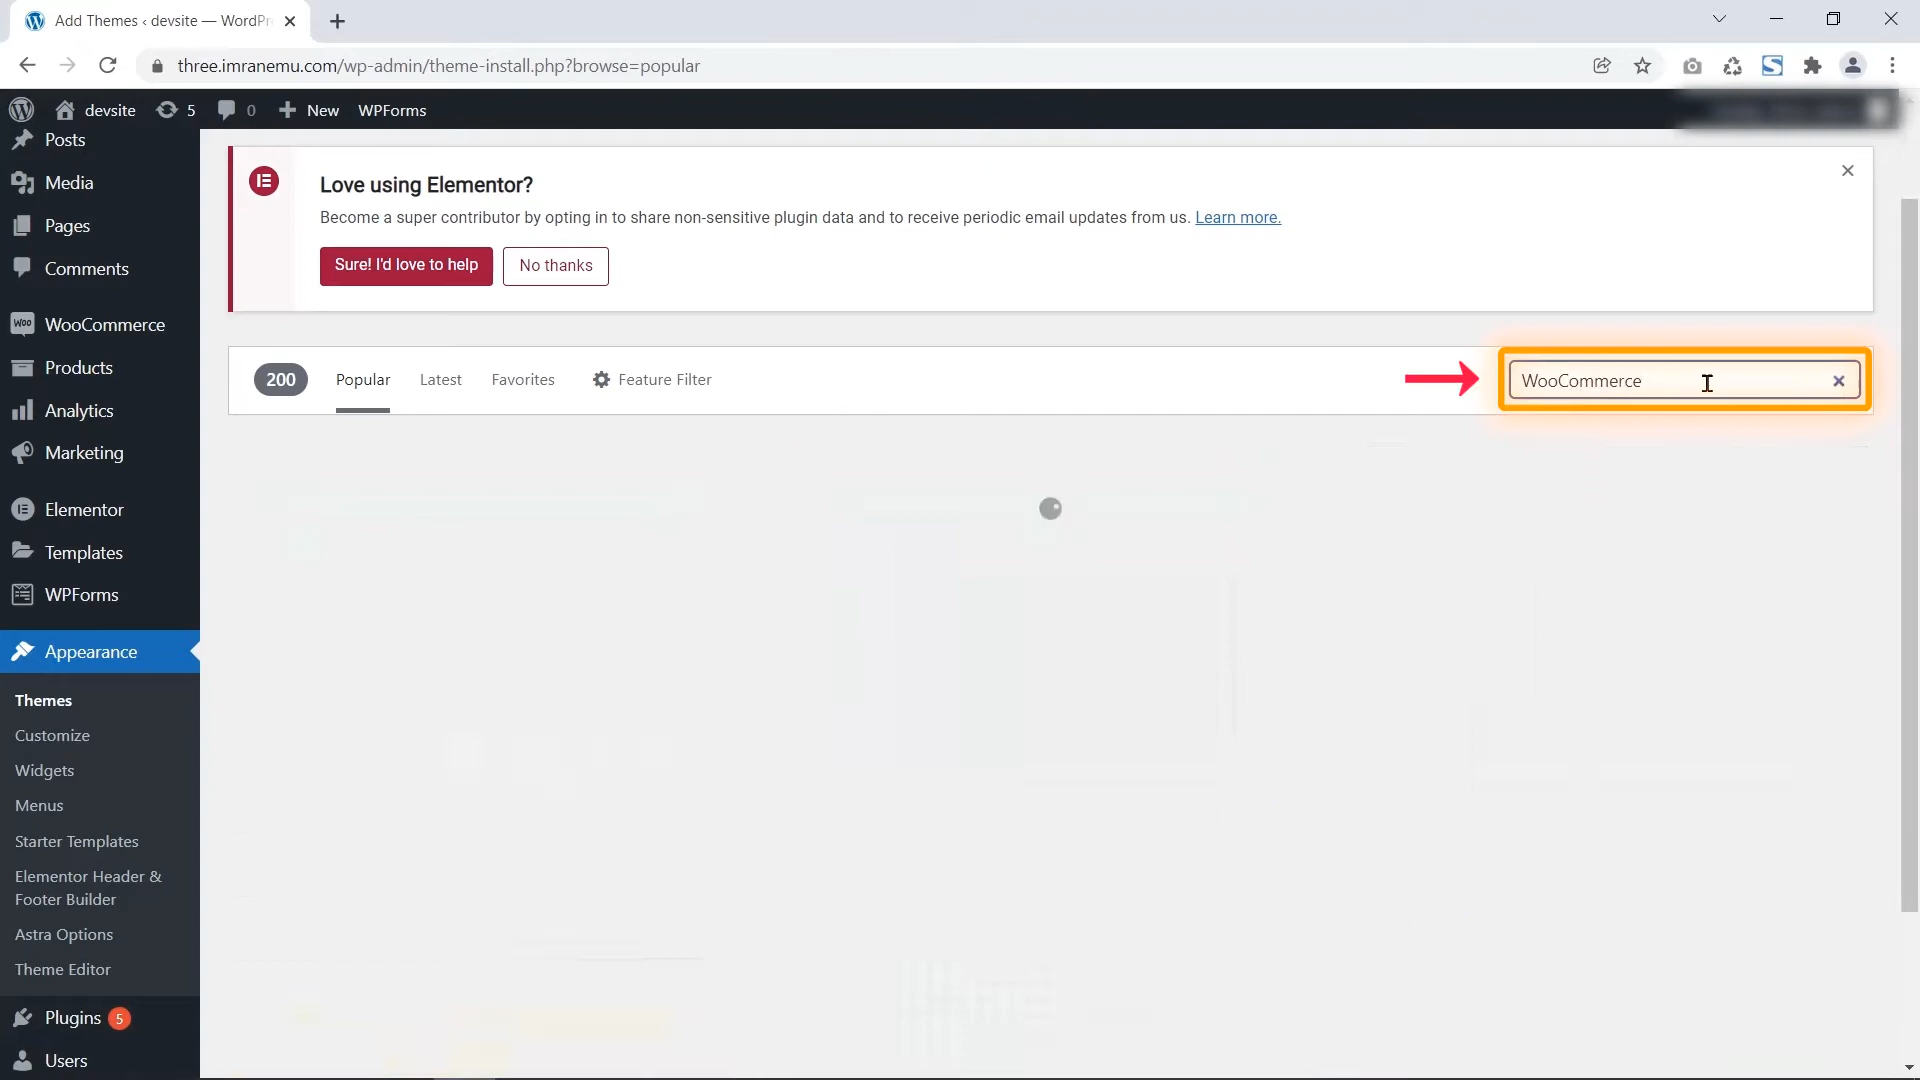 Add Themes ‹ devsite — WordPr
three.imranemu.com/wp-admin/theme-install.php?browse=popular
devsite 5 0 New WPForms
Posts
Media
Pages
Comments
WooCommerce
Products
Analytics
Marketing
Elementor
Templates
WPForms
Appearance
Themes
Customize
Widgets
Menus
Starter Templates
Elementor Header &
Footer Builder
Astra Options
Theme Editor
Plugins 5
Users
Love using Elementor?
Become a super contributor by opting in to share non-sensitive plugin data and to receive periodic email updates from us. Learn more.
Sure! I'd love to help No thanks
200 Popular Latest Favorites Feature Filter WooCommerce